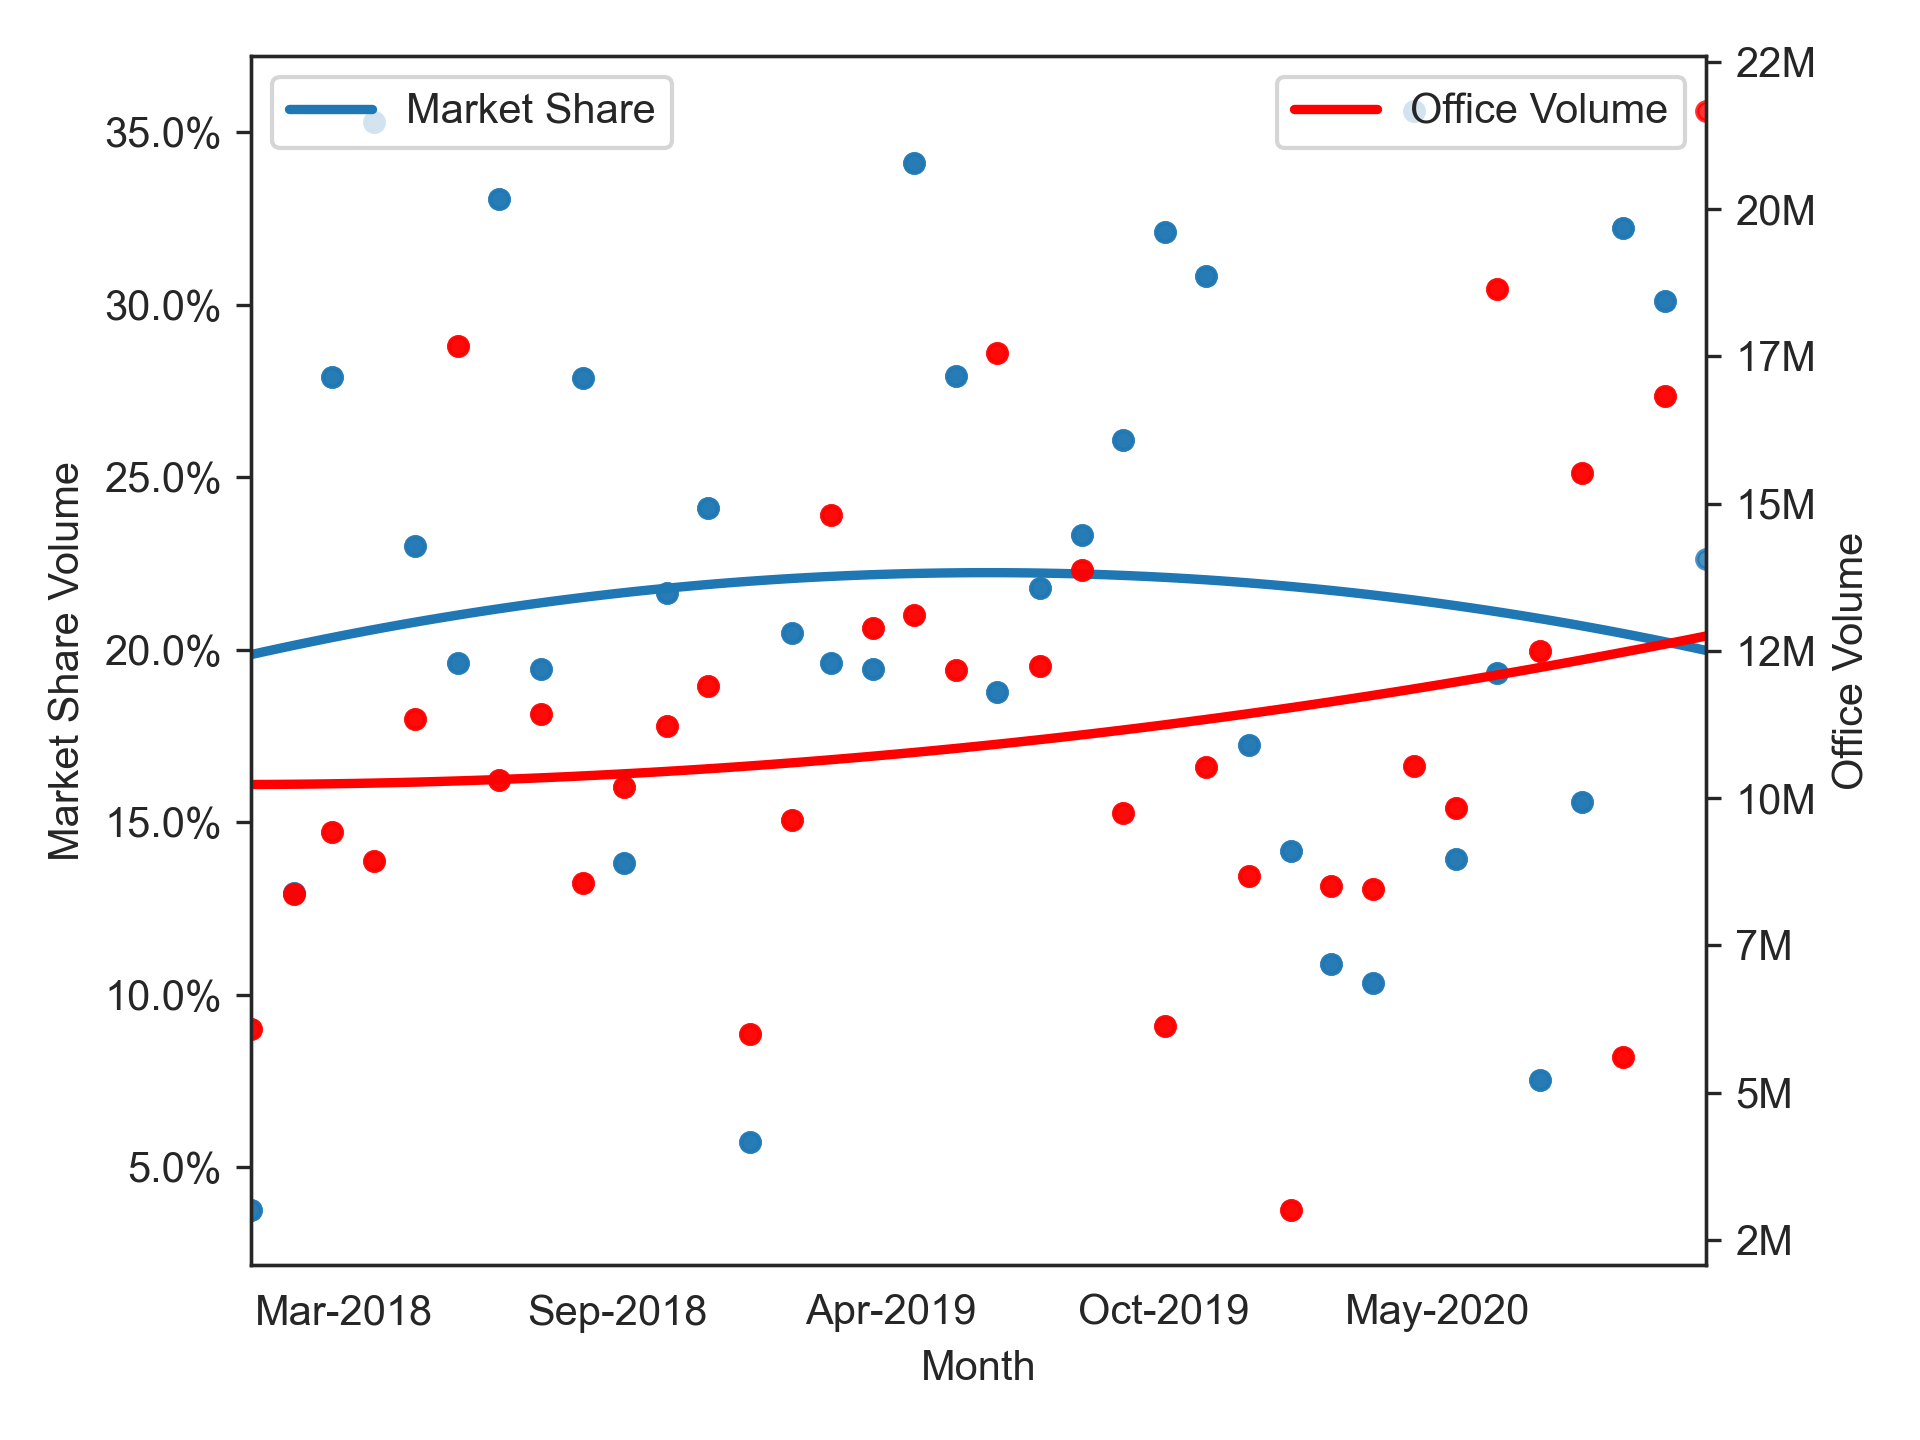 Market Share
Office Volume
35.0%
30.0%
25.0%
20.0%
15.0%
10.0%
5.0%
Market Share Volume
22M
20M
17M
15M
12M
10M
7M
5M
2M
Office Volume
Mar-2018
Sep-2018
Apr-2019
Oct-2019
May-2020
Month